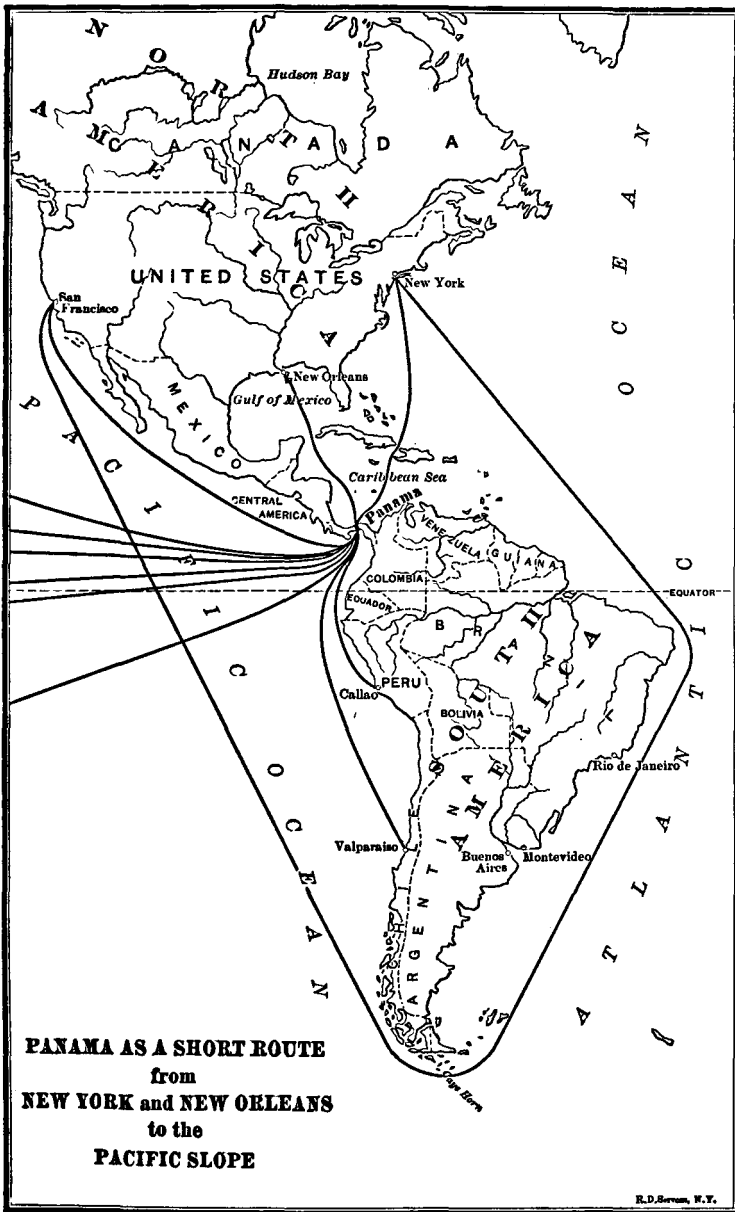 NORTH AMERICA
Hudson Bay
CANADA
UNITED STATES
New York
San
Francisco
New Orleans
Gulf of Mexico
MEXICO
Caribbean Sea
CENTRAL
AMERICA
Panama
VENEZUELA
GUIANA
COLOMBIA
EQUATOR
EQUADOR
BRAZIL
SOUTH AMERICA
PERU
Callao
BOLIVIA
Rio de Janeiro
CHILE
ARGENTINA
Valparaiso
Buenos
Aires
Montevideo
Cape Horn
PACIFIC OCEAN
ATLANTIC OCEAN
PANAMA AS A SHORT ROUTE
from
NEW YORK and NEW ORLEANS
to the
PACIFIC SLOPE